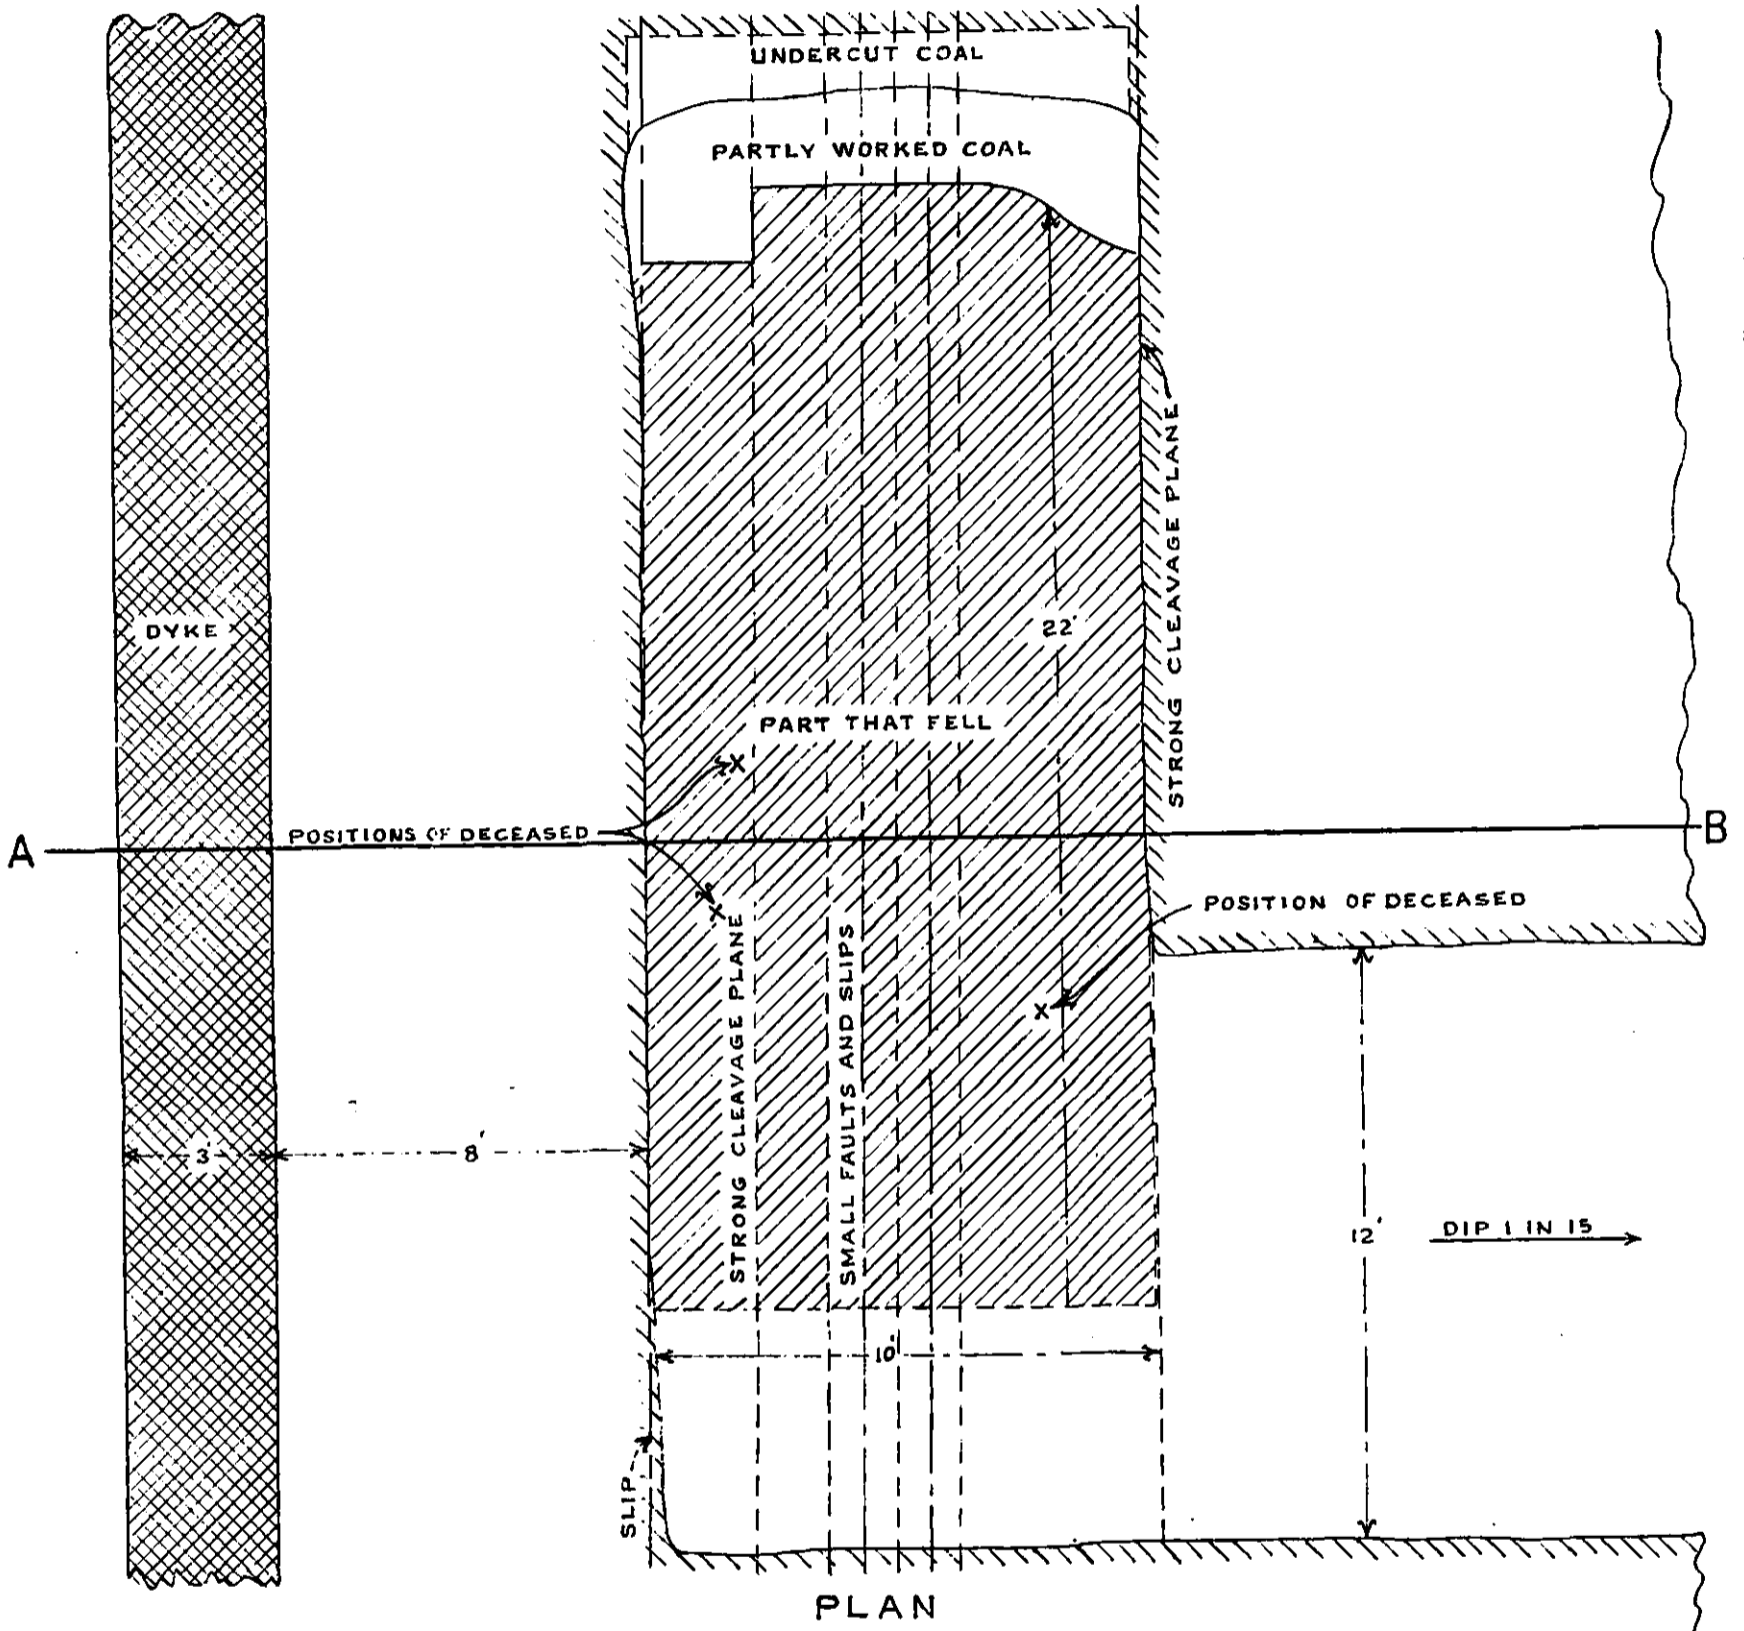 UNDERCUT COAL
PARTLY WORKED COAL
STRONG CLEAVAGE PLANE
DYKE
22'
PART THAT FELL
X
A
POSITIONS OF DECEASED
B
X
POSITION OF DECEASED
X
STRONG CLEAVAGE PLANE
SMALL FAULTS AND SLIPS
3'
8'
12'
DIP 1 IN 15
10'
SLIP
PLAN